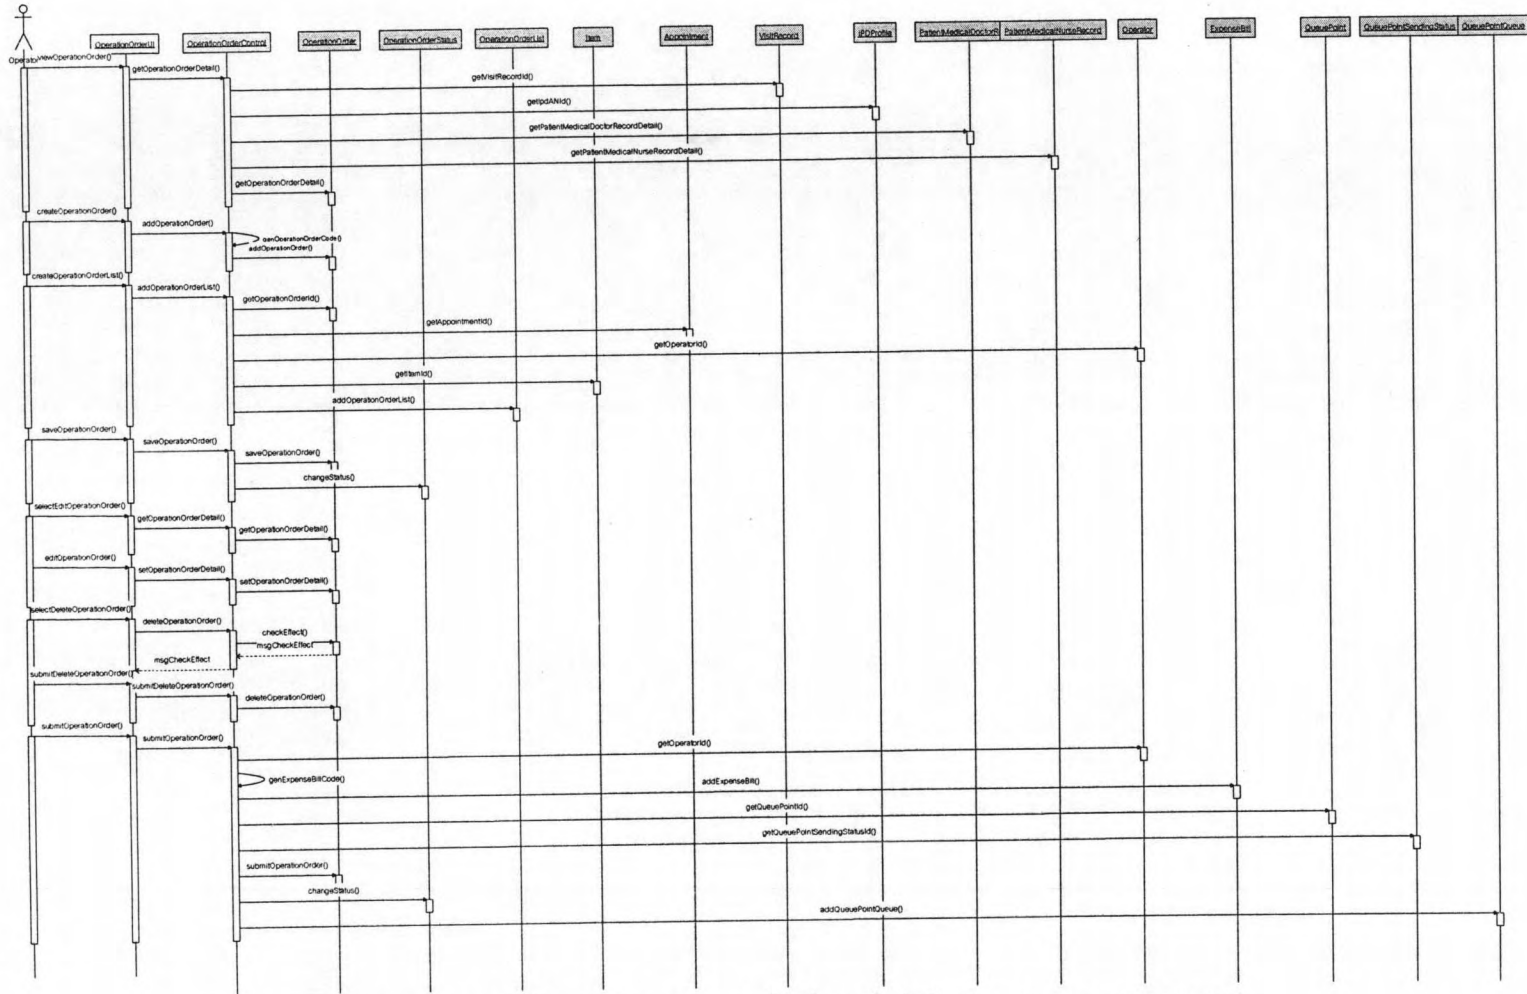 OperationOrderUI
OperationOrderControl
OperationOrder
OperationOrderStatus
OperationOrderList
Item
Appointment
VisitRecord
IPDProfile
PatientMedicalDoctorR
PatientMedicalNurseRecord
Operator
ExpenseBill
QueuePoint
QueuePointSendingStatus
QueuePointQueue
Operator
viewOperationOrder()
getOperationOrderDetail()
getVisitRecordId()
getIpdANId()
getPatientMedicalDoctorRecordDetail()
getPatientMedicalNurseRecordDetail()
getOperationOrderDetail()
createOperationOrder()
addOperationOrder()
genOperationOrderCode()
addOperationOrder()
createOperationOrderList()
addOperationOrderList()
getOperationOrderId()
getAppointmentId()
getOperatorId()
getItemId()
addOperationOrderList()
saveOperationOrder()
saveOperationOrder()
saveOperationOrder()
changeStatus()
selectEditOperationOrder()
getOperationOrderDetail()
getOperationOrderDetail()
editOperationOrder()
setOperationOrderDetail()
setOperationOrderDetail()
selectDeleteOperationOrder()
deleteOperationOrder()
checkEffect()
msgCheckEffect
msgCheckEffect
submitDeleteOperationOrder()
submitDeleteOperationOrder()
deleteOperationOrder()
submitOperationOrder()
submitOperationOrder()
getOperatorId()
genExpenseBillCode()
addExpenseBill()
getQueuePointId()
getQueuePointSendingStatusId()
submitOperationOrder()
changeStatus()
addQueuePointQueue()